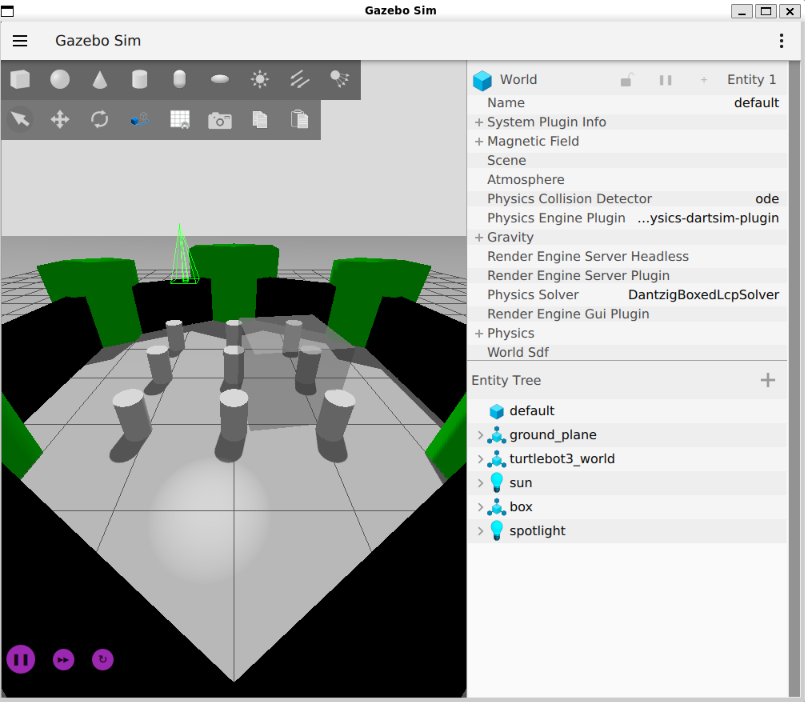 Gazebo Sim
Gazebo Sim
World Entity 1
Name default
System Plugin Info
Magnetic Field
Scene
Atmosphere
Physics Collision Detector ode
Physics Engine Plugin ...ysics-dartsim-plugin
Gravity
Render Engine Server Headless
Render Engine Server Plugin
Physics Solver DantzigBoxedLcpSolver
Render Engine Gui Plugin
Physics
World Sdf
Entity Tree
default
ground_plane
turtlebot3_world
sun
box
spotlight